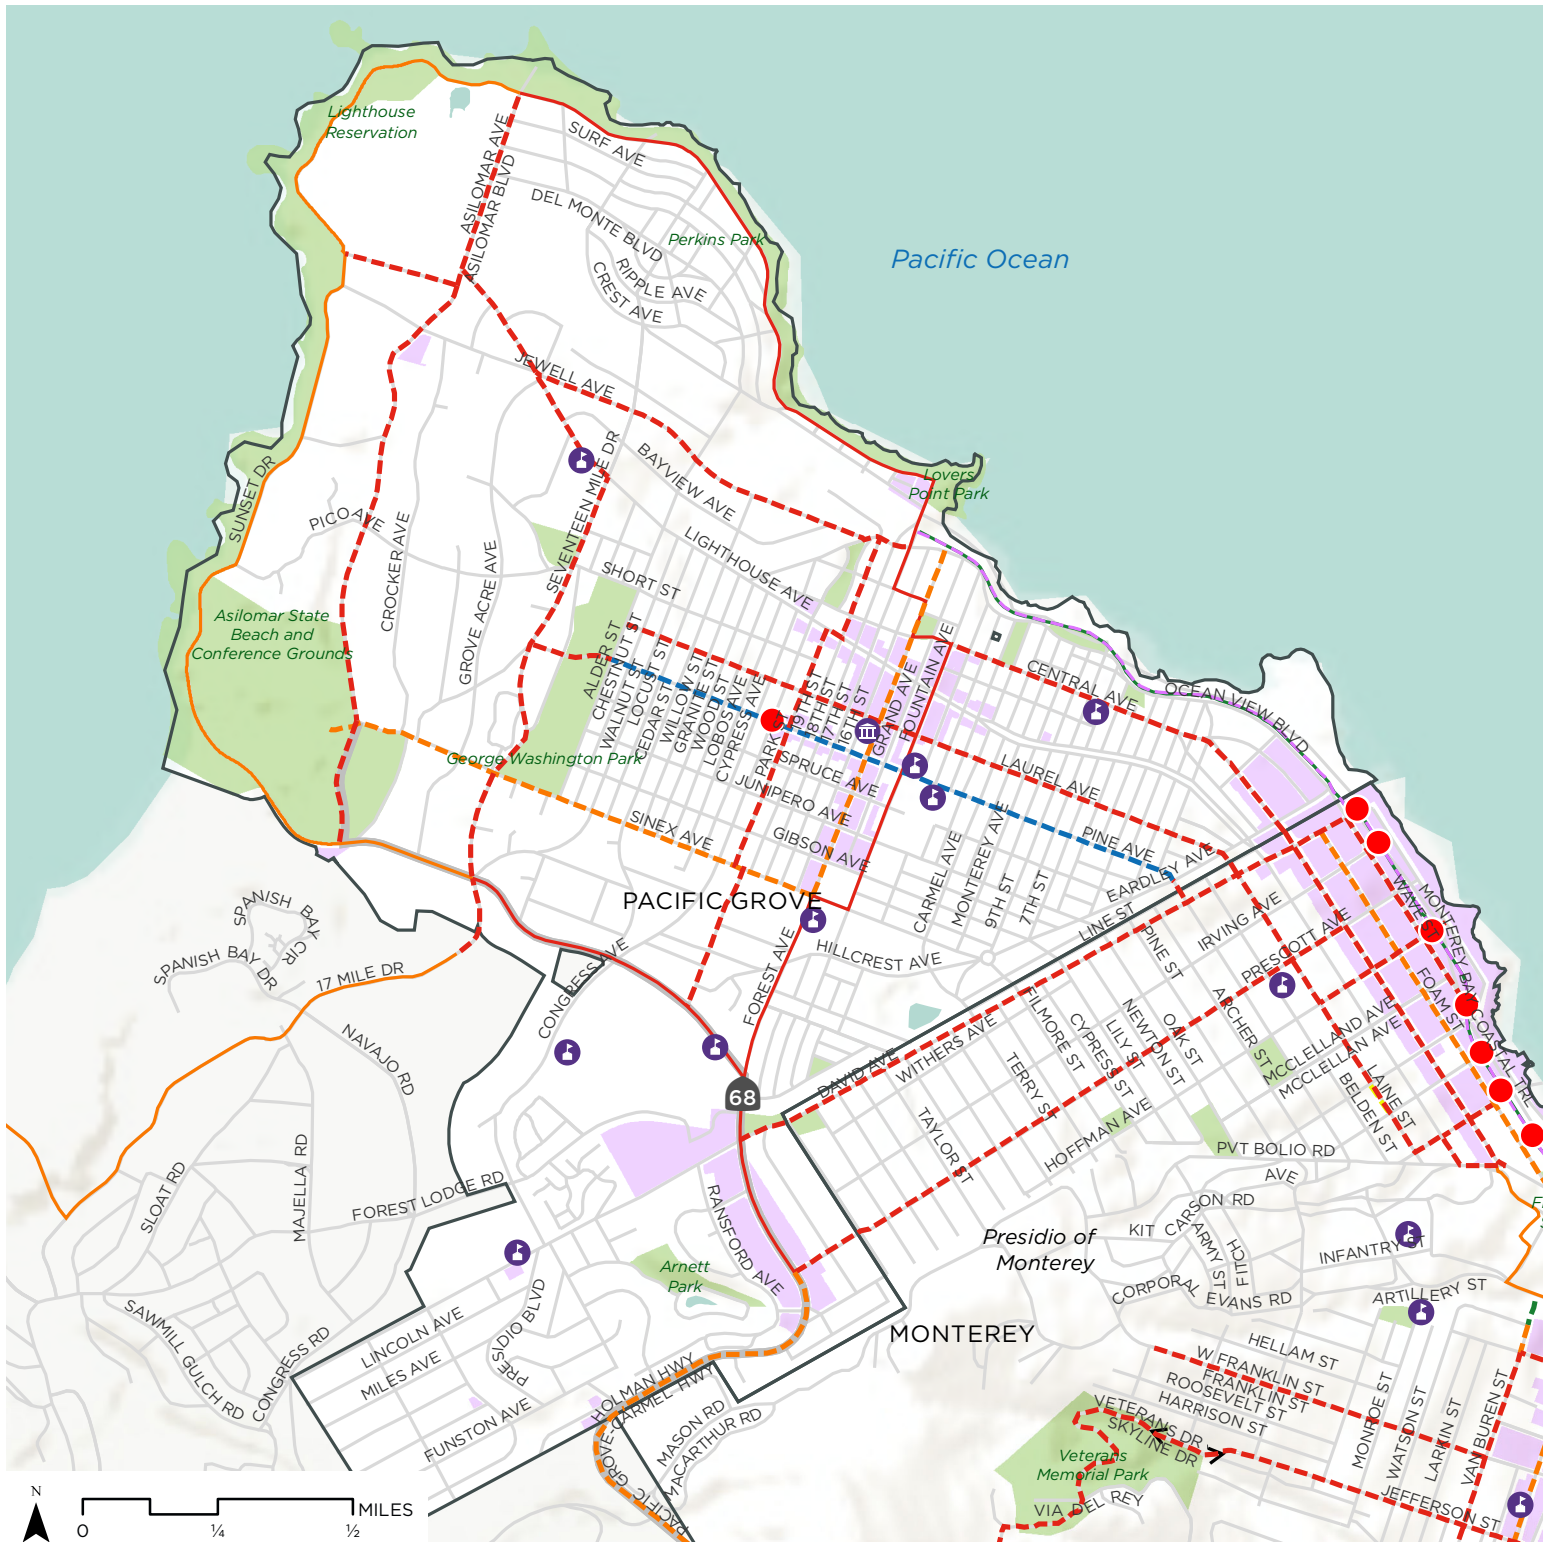 Lighthouse
Reservation
ASILOMAR AVE
ASILOMAR BLVD
SURF AVE
DEL MONTE BLVD
Perkins Park
RIPPLE AVE
CREST AVE
Pacific Ocean
JEWELL AVE
BAYVIEW AVE
Lovers
Point Park
SUNSET DR
PICO AVE
CROCKER AVE
GROVE ACRE AVE
SEVENTEEN MILE DR
LIGHTHOUSE AVE
SHORT ST
Asilomar State
Beach and
Conference Grounds
ALDER ST
CHESTNUT ST
WALNUT ST
LOCUST ST
CEDAR ST
WILLOW ST
GRANITE ST
WOOD ST
LOBOS AVE
CYPRESS AVE
PARK ST
19TH ST
18TH ST
17TH ST
16TH ST
GRAND AVE
FOUNTAIN AVE
CENTRAL AVE
OCEAN VIEW BLVD
George Washington Park
SPRUCE AVE
JUNIPERO AVE
GIBSON AVE
SINEX AVE
LAUREL AVE
PINE AVE
EARDLEY AVE
CARMEL AVE
MONTEREY AVE
9TH ST
7TH ST
PACIFIC GROVE
HILLCREST AVE
FOREST AVE
LINE ST
PINE ST
IRVING AVE
PRESCOTT AVE
WAVE ST
MONTEREY BAY COASTAL TRL
FOAM ST
SPANISH BAY CIR
SPANISH BAY DR
17 MILE DR
CONGRESS AVE
NAVAJO RD
68
DAVID AVE
WITHERS AVE
FILMORE ST
CYPRESS ST
LILY ST
NEWTON ST
OAK ST
ARCHER ST
MCCLELLAND AVE
MCCLELLAN AVE
LAINE ST
BELDEN ST
TERRY ST
TAYLOR ST
HOFFMAN AVE
PVT BOLIO RD
AVE
SLOAT RD
MAJELLA RD
FOREST LODGE RD
RANSFORD AVE
Arnett
Park
Presidio of
Monterey
KIT CARSON RD
ARMY ST
FITCH
INFANTRY ST
CORPORAL EVANS RD
ARTILLERY ST
SAWMILL GULCH RD
CONGRESS RD
LINCOLN AVE
MILES AVE
PRESIDIO BLVD
FUNSTON AVE
HOLMAN HWY
PACIFIC GROVE-CARMEL HWY
PACIFIC
MASON RD
MACARTHUR RD
MONTEREY
HELLAM ST
W FRANKLIN ST
FRANKLIN ST
ROOSEVELT ST
HARRISON ST
VETERANS DR
SKYLINE DR
Veterans
Memorial Park
VIA DEL REY
MONROE ST
WATSON ST
LARKIN ST
VAN BUREN ST
JEFFERSON ST
N
0
¼
½
MILES